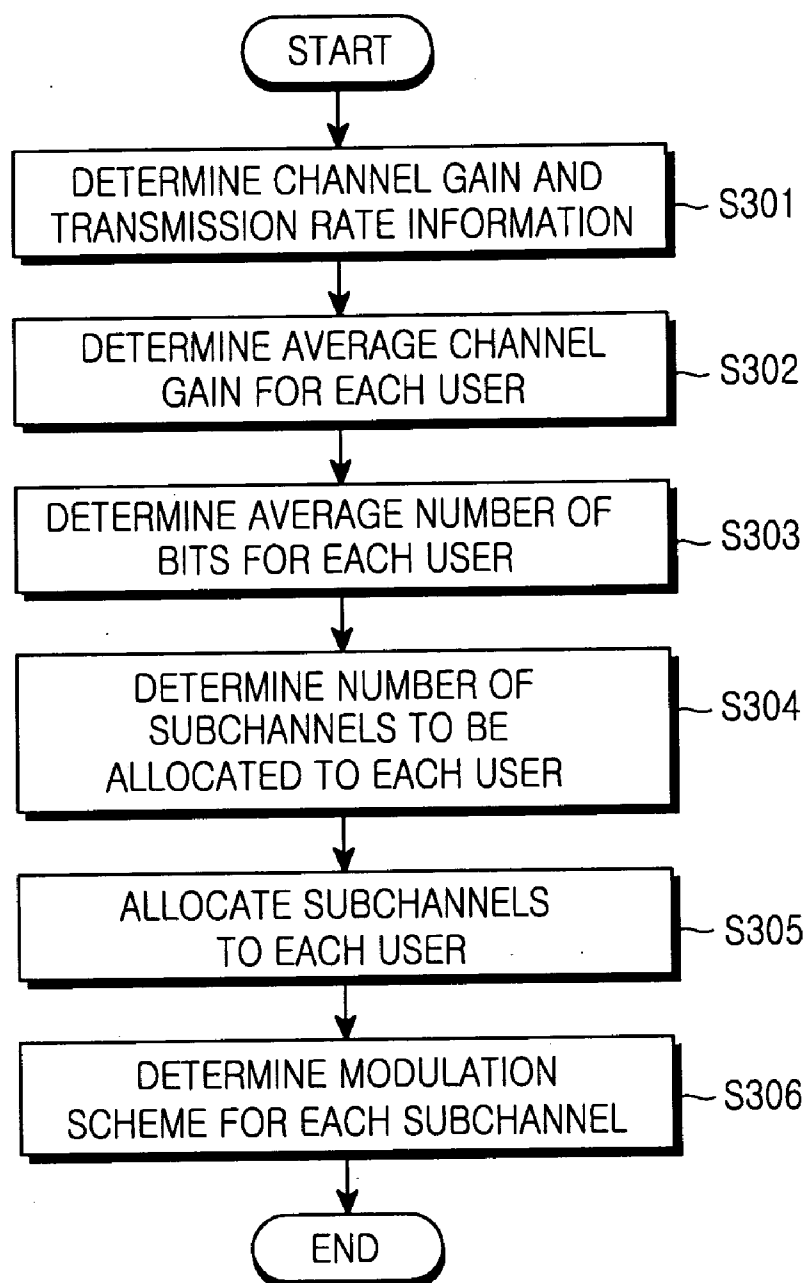 START
DETERMINE CHANNEL GAIN AND
TRANSMISSION RATE INFORMATION
S301
DETERMINE AVERAGE CHANNEL
GAIN FOR EACH USER
S302
DETERMINE AVERAGE NUMBER OF
BITS FOR EACH USER
S303
DETERMINE NUMBER OF
SUBCHANNELS TO BE
ALLOCATED TO EACH USER
S304
ALLOCATE SUBCHANNELS
TO EACH USER
S305
DETERMINE MODULATION
SCHEME FOR EACH SUBCHANNEL
S306
END